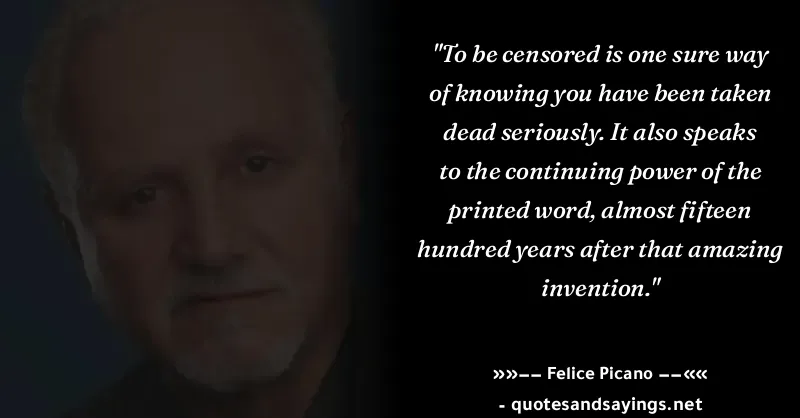 "To be censored is one sure way
of knowing you have been taken
dead seriously. It also speaks
to the continuing power of the
printed word, almost fifteen
hundred years after that amazing
invention."
»»−− Felice Picano −−««
- quotesandsayings.net